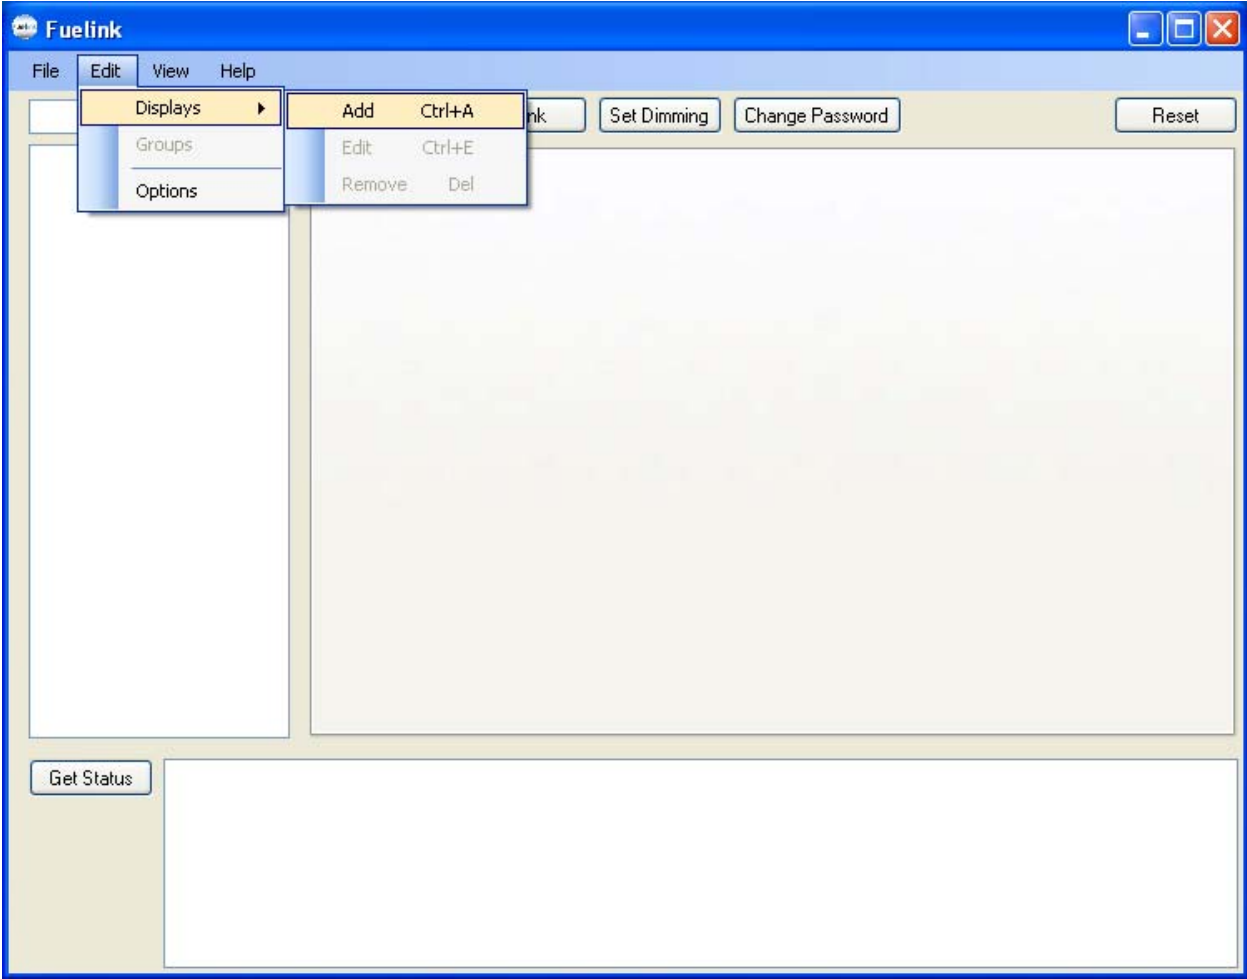 Fuelink
File Edit View Help
Displays Add Ctrl+A Set Dimming Change Password Reset
Groups Edit Ctrl+E
Remove Del
Options
Get Status